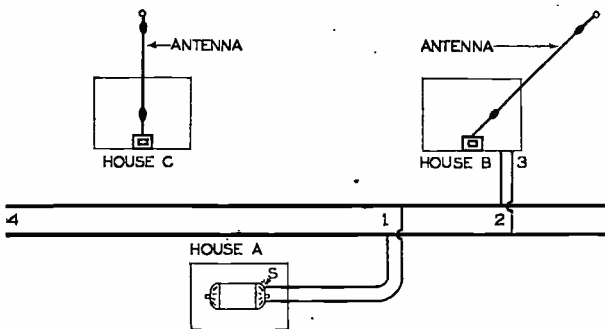 ANTENNA
ANTENNA
HOUSE C
HOUSE B
3
4
1
2
HOUSE A
S